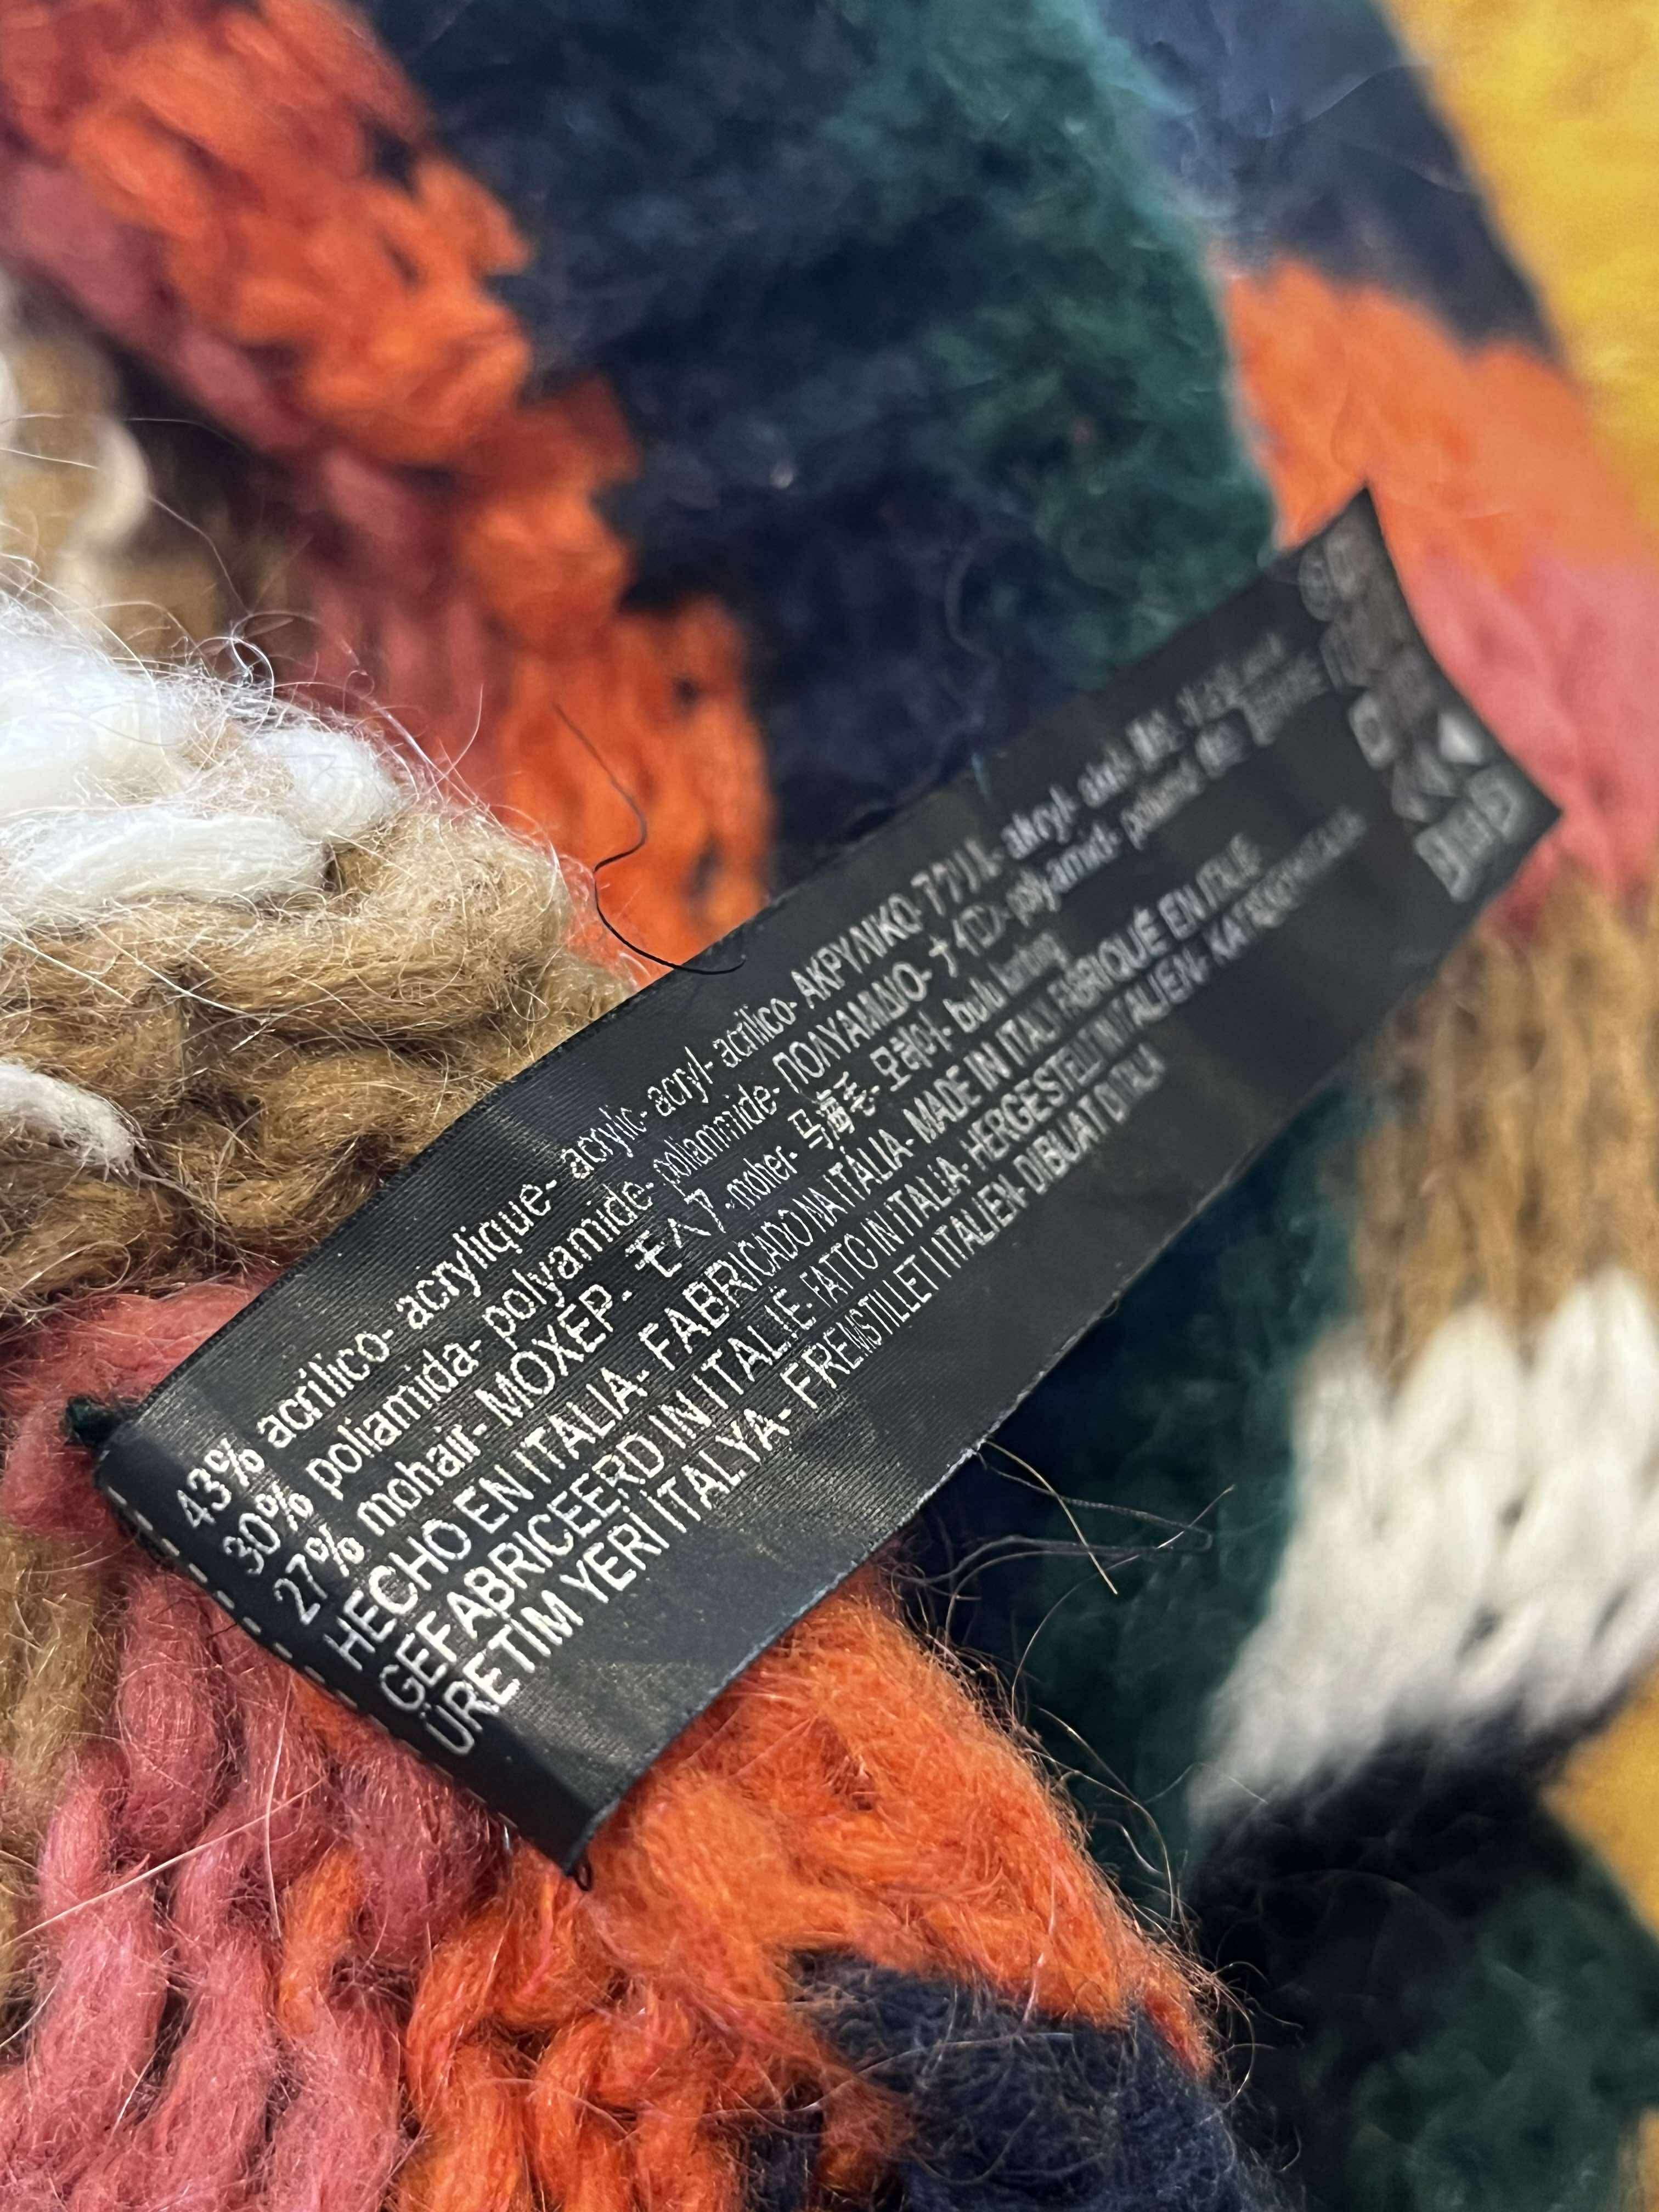 43% acrílico- acrylique- acrylic- acryl- acrilico- ΑΚΡΥΛΙΚΟ- アクリル- akryl-
30% poliamida- polyamide- poliammide- ΠΟΛΥΑΜΙΔΙΟ- ナイロン- polyamid- poliamid
27% mohair- ΜΟΧΕΡ- モヘア- moher- 马海毛- 모헤어- bulu kambing
HECHO EN ITALIA- FABRICADO NA ITÁLIA- MADE IN ITALY FABRIQUÉ EN ITALIE
GEFABRICEERD IN ITALIË- FATTO IN ITALIA- HERGESTELLT IN ITALIEN-
ÜRETİM YERİ İTALYA- FREMSTILLET I ITALIEN- DIBUAT DI ITALIA